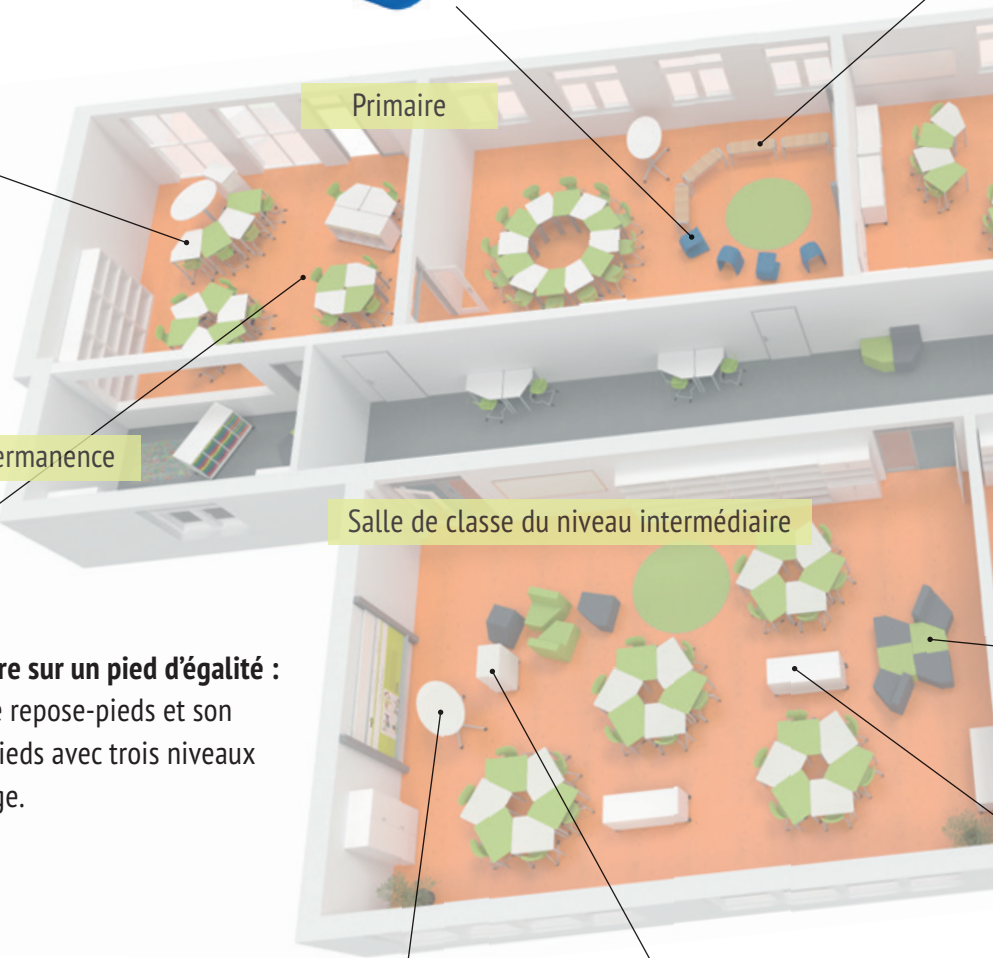 Primaire
ermanence
Salle de classe du niveau intermédiaire
re sur un pied d'égalité :
e repose-pieds et son
pieds avec trois niveaux
ge.